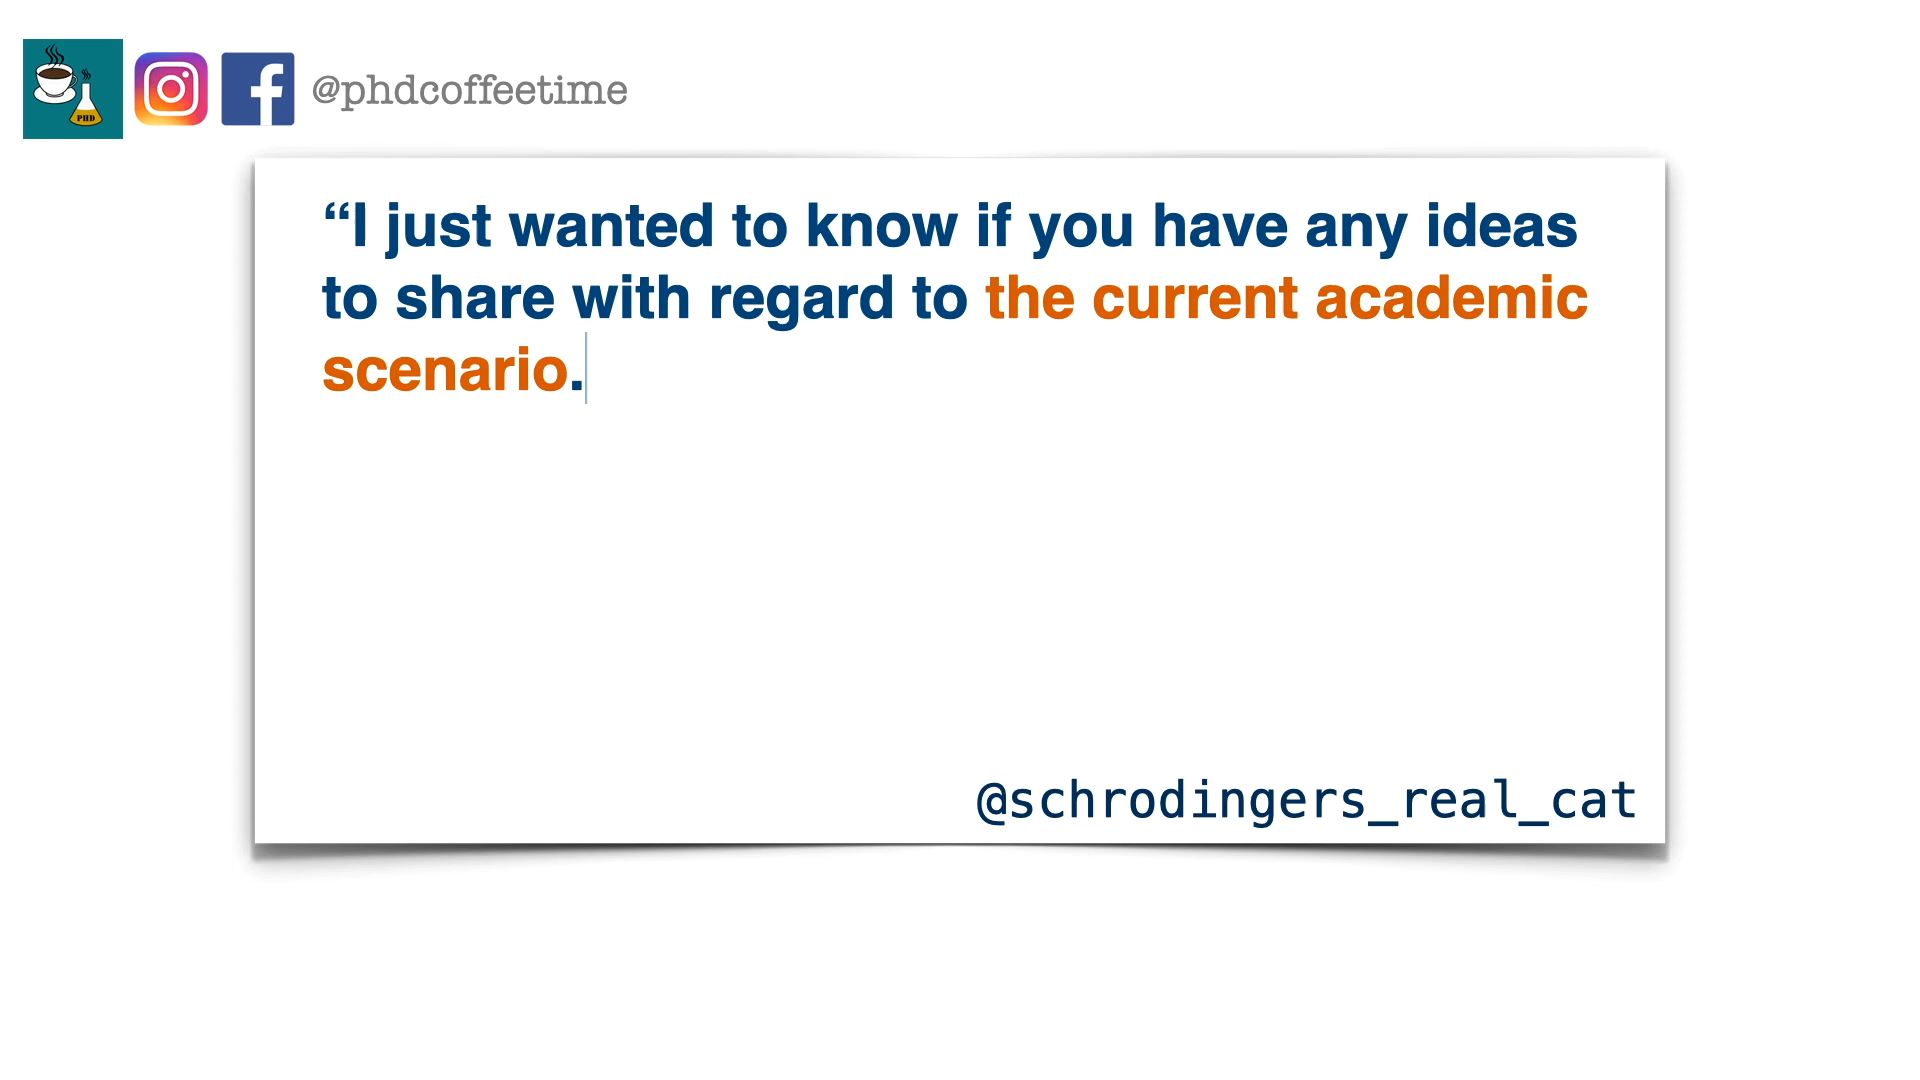 PHD
@phdcoffeetime
“I just wanted to know if you have any ideas
to share with regard to the current academic
scenario.
@schrodingers_real_cat